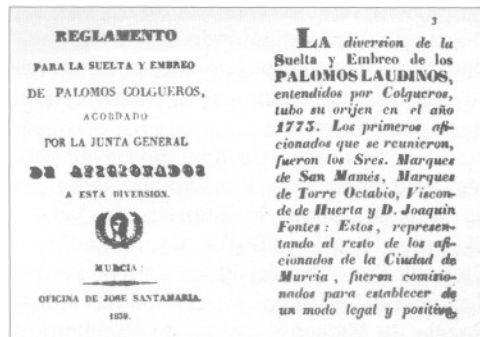 REGLAMENTO
PARA LA SUELTA Y EMBREO
DE PALOMOS COLGUEROS,
ACORDADO
POR LA JUNTA GENERAL
DE AFICIONADOS
A ESTA DIVERSION.
MURCIA:
OFICINA DE JOSE SANTAMARIA.
1839.
3
LA diversion de la
Suelta y Embreo de los
PALOMOS LAUDINOS,
entendidos por Colgueros,
tubo su orijen en el año
1773. Los primeros afi-
cionados que se reunieron,
fueron los Sres. Marques
de San Mamés, Marques
de Torre Octabio, Viscon-
de de Huerta y D. Joaquin
Fontes: Estos, represen-
tando al resto de los afi-
cionados de la Ciudad de
Murcia, fueron comisio-
nados para establecer de
un modo legal y positivo,